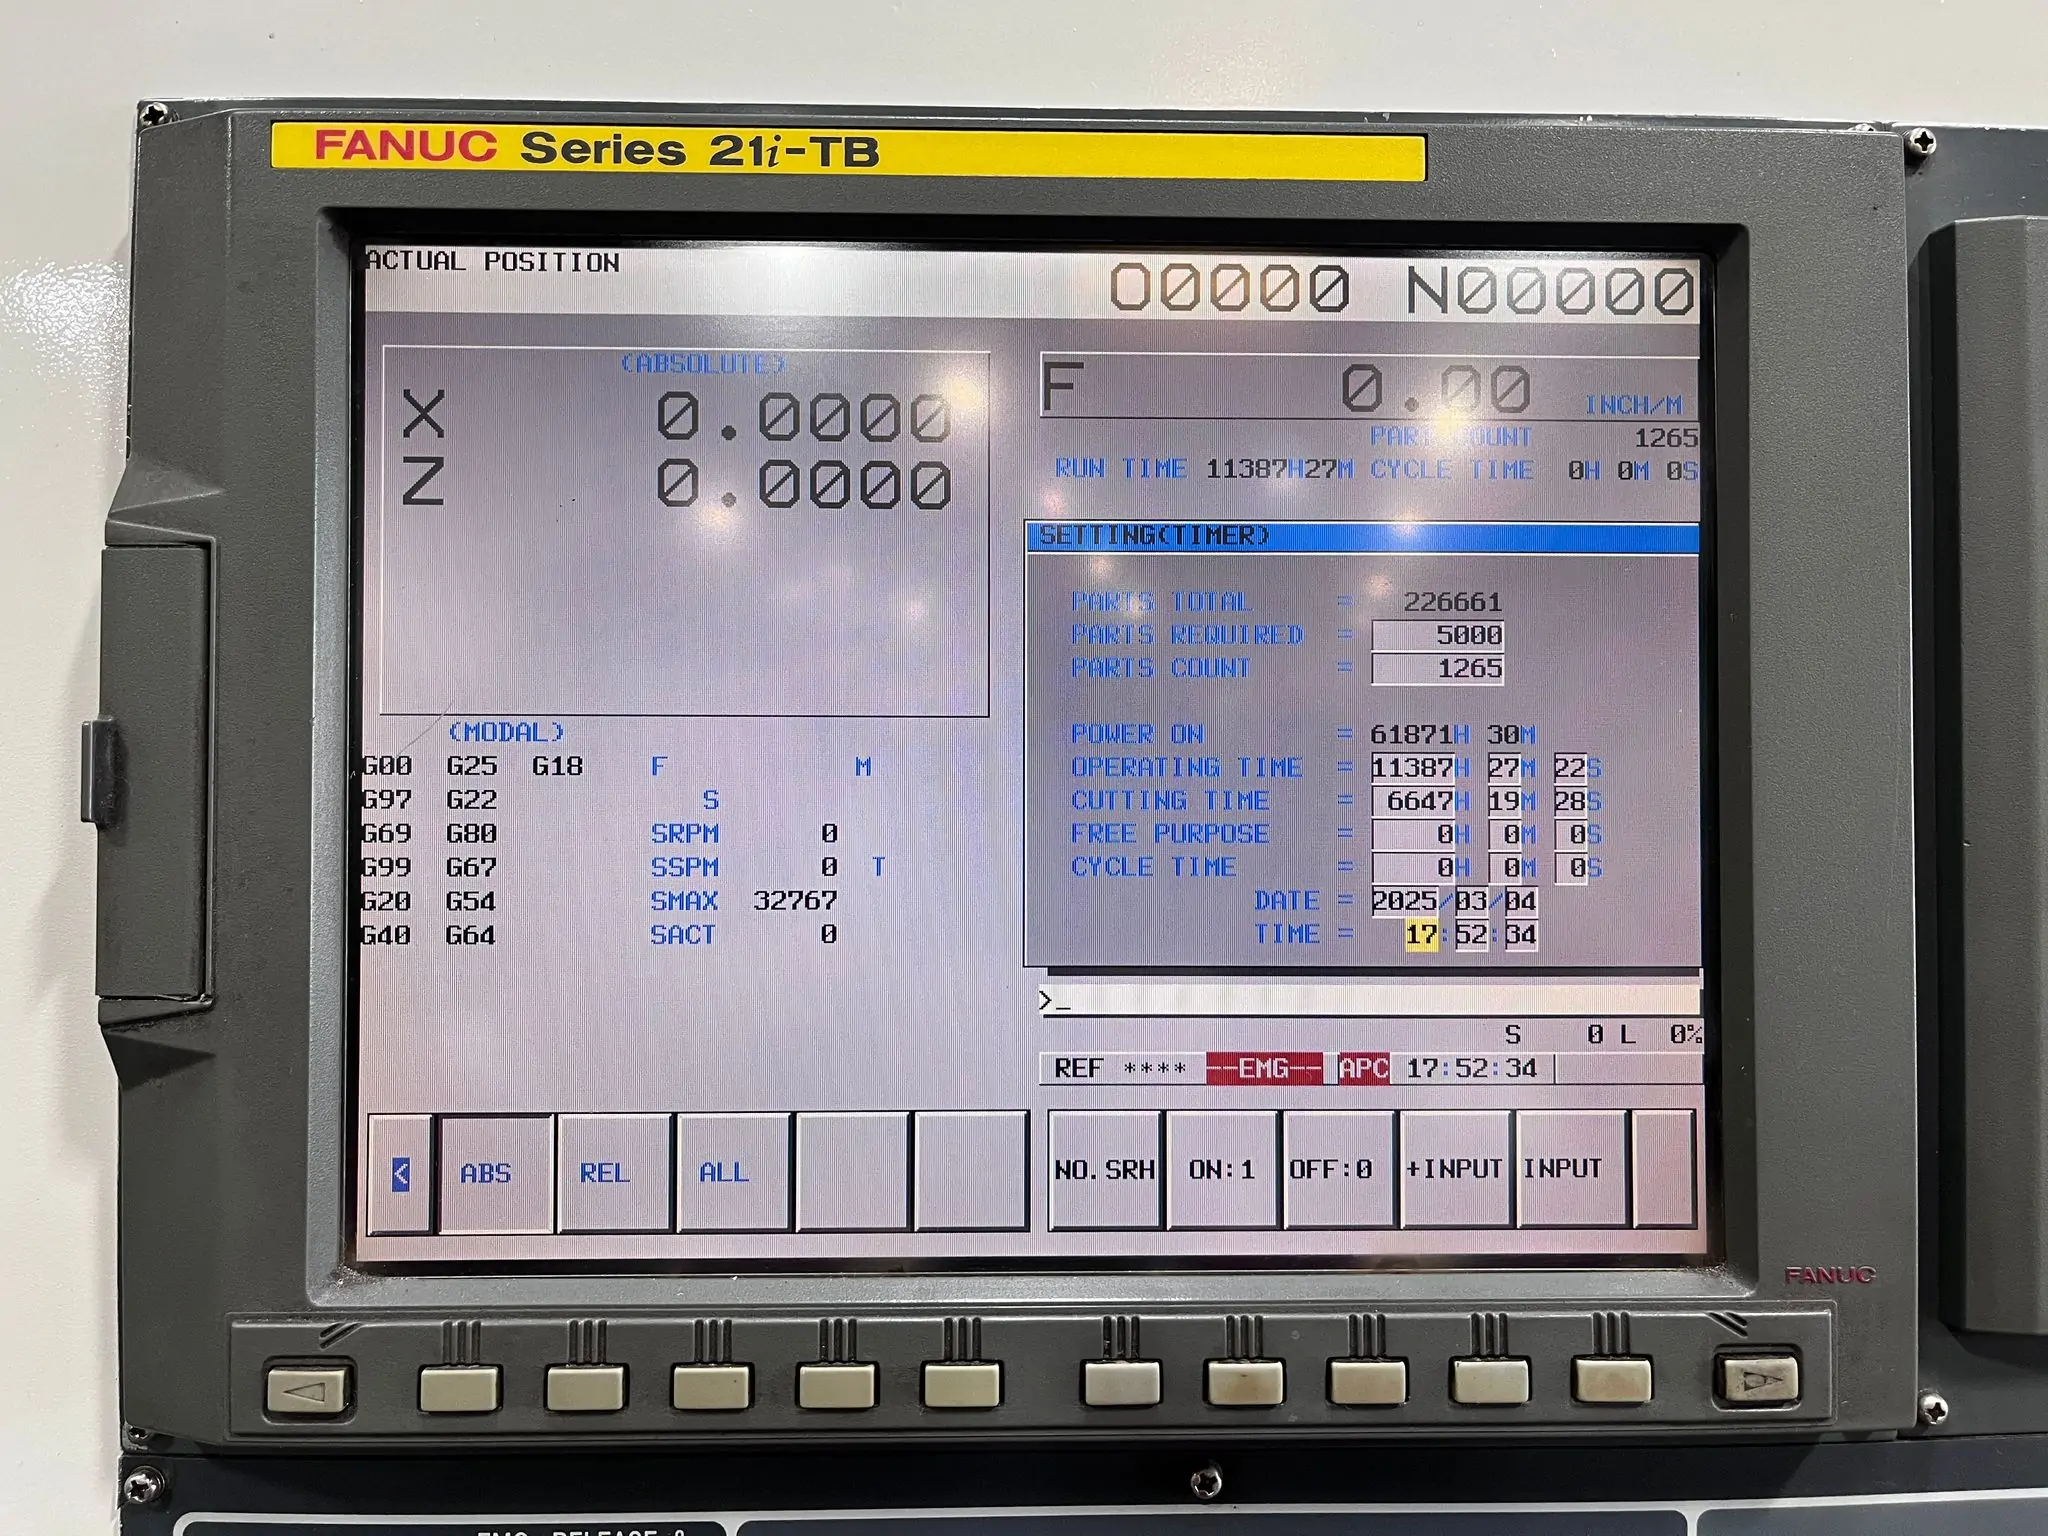 FANUC Series 21i-TB
ACTUAL POSITION
O0000 N00000
(ABSOLUTE)
X 0.0000
Z 0.0000
F 0.00 INCH/M
PART COUNT 1265
RUN TIME 11387H27M CYCLE TIME 0H 0M 0S
SETTING(TIMER)
PARTS TOTAL = 226661
PARTS REQUIRED = 5000
PARTS COUNT = 1265
POWER ON = 61871H 30M
OPERATING TIME = 11387H 27M 22S
CUTTING TIME = 6647H 19M 28S
FREE PURPOSE = 0H 0M 0S
CYCLE TIME = 0H 0M 0S
DATE = 2025/03/04
TIME = 17:52:34
(MODAL)
G00 G25 G18 F M
G97 G22 S
G69 G80 SRPM 0
G99 G67 SSPM 0 T
G20 G54 SMAX 32767
G40 G64 SACT 0
>_
S 0 L 0%
REF **** --EMG-- APC 17:52:34
< ABS REL ALL
NO.SRH ON:1 OFF:0 +INPUT INPUT
FANUC
EMG. RELEASE